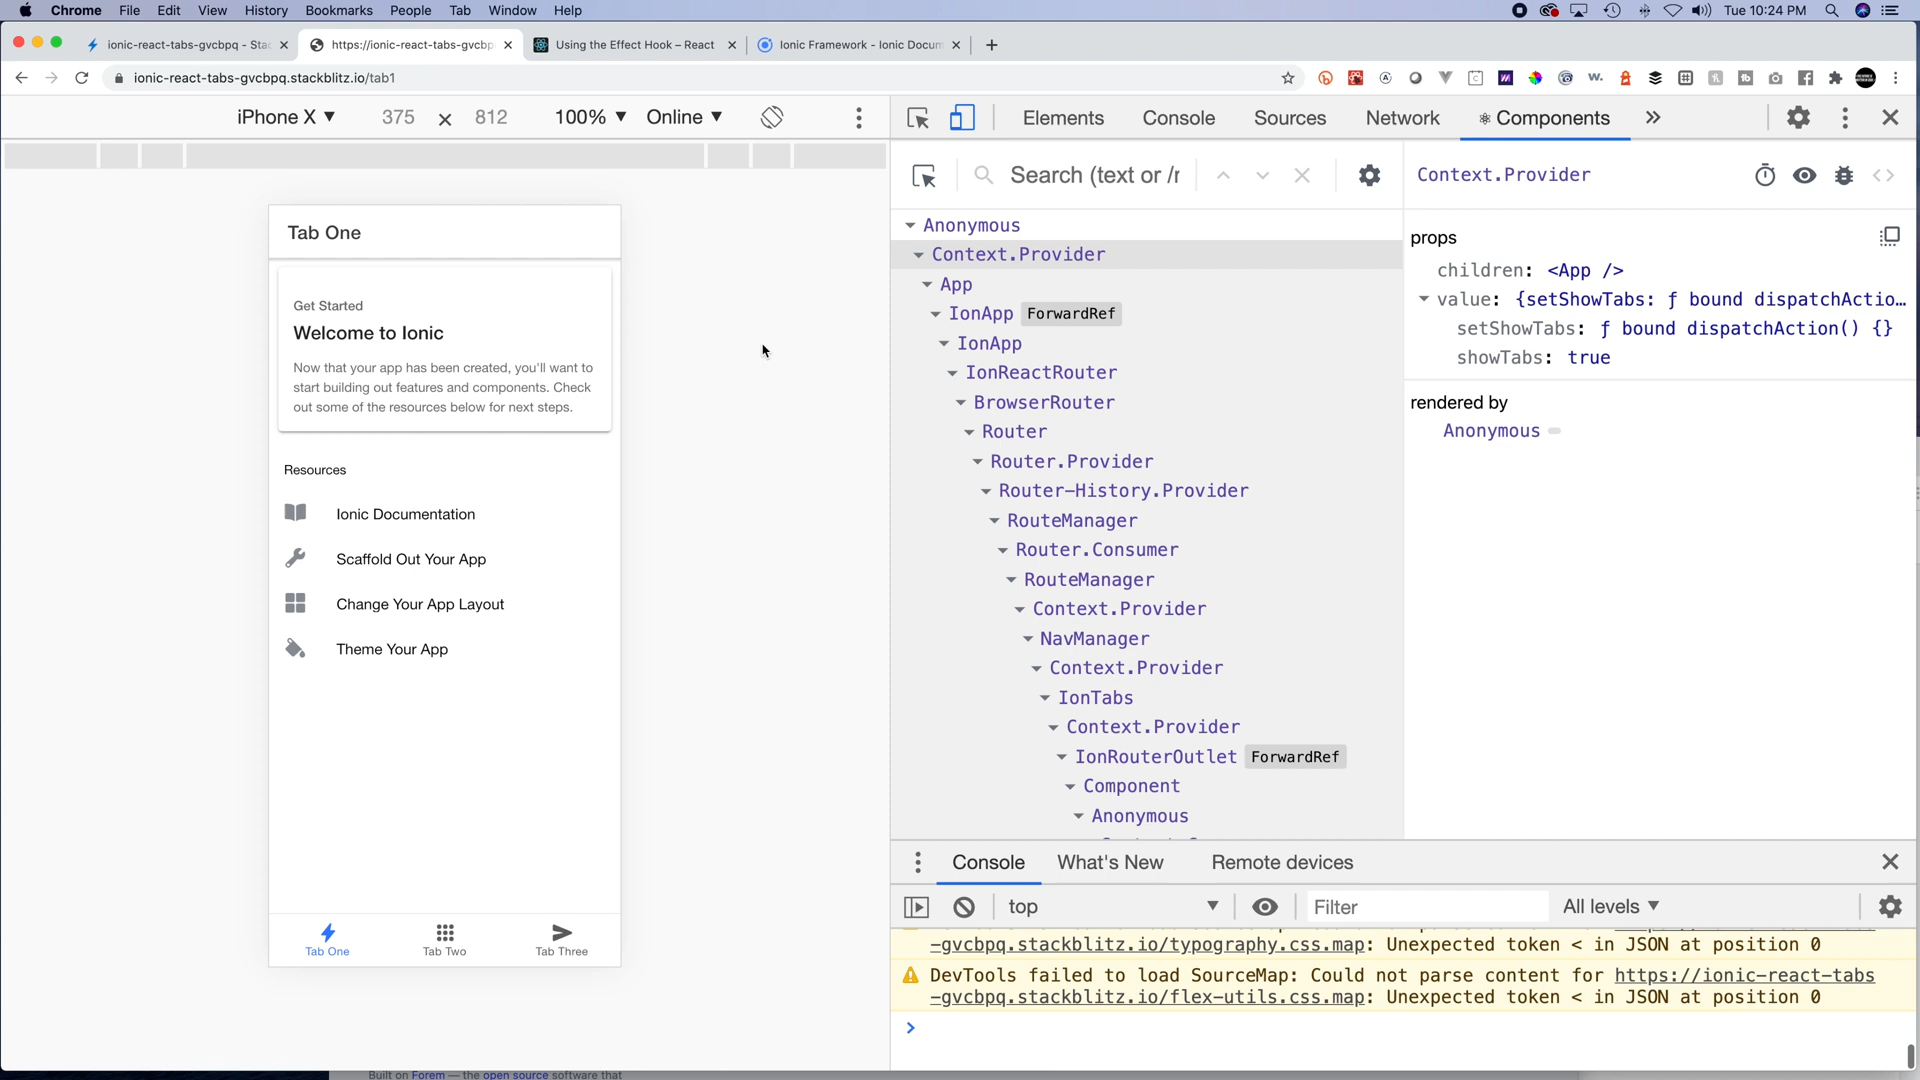 Chrome File Edit View History Bookmarks People Tab Window Help Tue 10:24 PM
ionic-react-tabs-gvcbpq - Stac https://ionic-react-tabs-gvcbp Using the Effect Hook – React Ionic Framework - Ionic Docum
ionic-react-tabs-gvcbpq.stackblitz.io/tab1
iPhone X ▼ 375 × 812 100% ▼ Online ▼
Elements Console Sources Network Components
Search (text or /r
Context.Provider
Tab One
Get Started
Welcome to Ionic
Now that your app has been created, you'll want to
start building out features and components. Check
out some of the resources below for next steps.
Resources
Ionic Documentation
Scaffold Out Your App
Change Your App Layout
Theme Your App
Tab One Tab Two Tab Three
Anonymous
Context.Provider
App
IonApp ForwardRef
IonApp
IonReactRouter
BrowserRouter
Router
Router.Provider
Router-History.Provider
RouteManager
Router.Consumer
RouteManager
Context.Provider
NavManager
Context.Provider
IonTabs
Context.Provider
IonRouterOutlet ForwardRef
Component
Anonymous
props
children: <App />
value: {setShowTabs: ƒ bound dispatchActio…
setShowTabs: ƒ bound dispatchAction() {}
showTabs: true
rendered by
Anonymous
Console What's New Remote devices
top ▼ Filter All levels ▼
-gvcbpq.stackblitz.io/typography.css.map: Unexpected token < in JSON at position 0
DevTools failed to load SourceMap: Could not parse content for https://ionic-react-tabs
-gvcbpq.stackblitz.io/flex-utils.css.map: Unexpected token < in JSON at position 0
Built on Forem — the open source software that